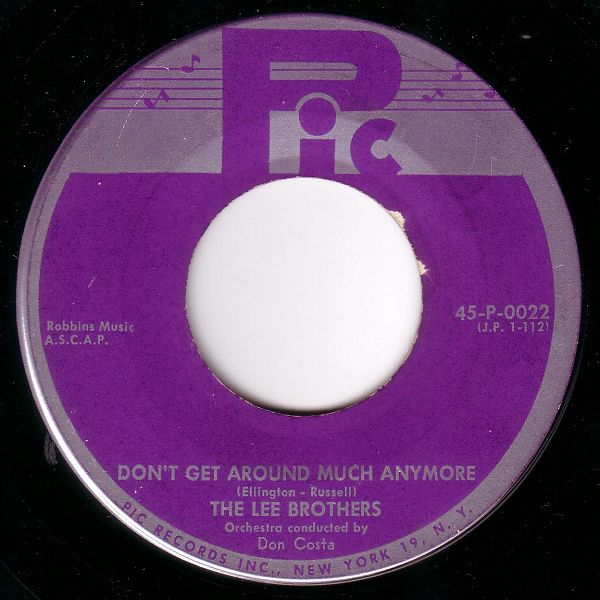 Pic
Robbins Music
A.S.C.A.P.
45-P-0022
(J.P. 1-112)
DON'T GET AROUND MUCH ANYMORE
(Ellington - Russell)
THE LEE BROTHERS
Orchestra conducted by
Don Costa
PIC RECORDS INC., NEW YORK 19, N. Y.